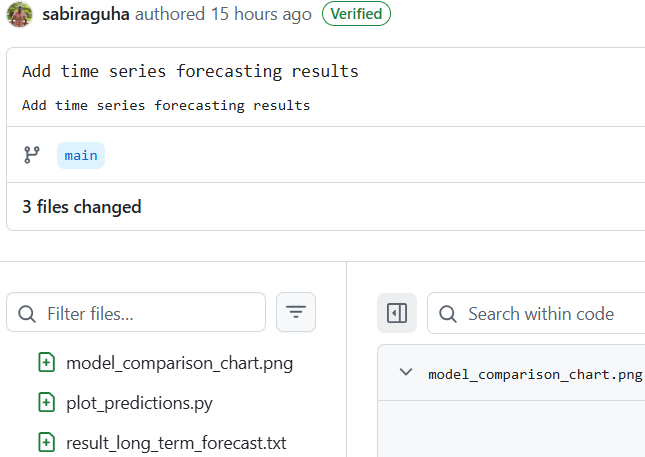 sabiraguha authored 15 hours ago Verified
Add time series forecasting results
Add time series forecasting results
main
3 files changed
Filter files...
Search within code
model_comparison_chart.png
plot_predictions.py
result_long_term_forecast.txt
model_comparison_chart.png